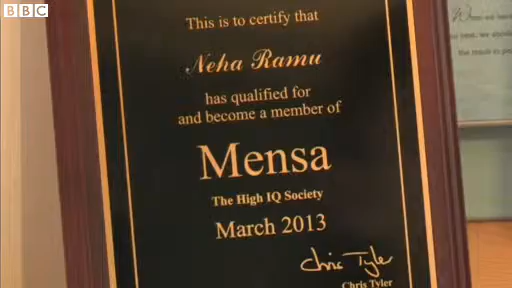 BBC
This is to certify that
Neha Ramu
has qualified for
and become a member of
Mensa
The High IQ Society
March 2013
Chris Tyler
Chris Tyler